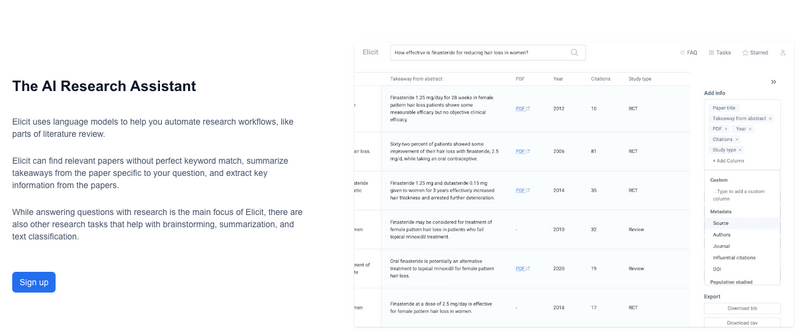 The AI Research Assistant
Elicit uses language models to help you automate research workflows, like
parts of literature review.
Elicit can find relevant papers without perfect keyword match, summarize
takeaways from the paper specific to your question, and extract key
information from the papers.
While answering questions with research is the main focus of Elicit, there are
also other research tasks that help with brainstorming, summarization, and
text classification.
Sign up
Elicit
How effective is finasteride for reducing hair loss in women?
FAQ Tasks Starred
Takeaway from abstract PDF Year Citations Study type
Finasteride 1.25 mg/day for 28 weeks in female
pattern hair loss patients shows some
measurable efficacy but no objective clinical
efficacy.
PDF 2012 10 RCT
hair loss.
Sixty two percent of patients showed some
improvement of their hair loss with finasteride, 2.5
mg/d, while taking an oral contraceptive.
PDF 2006 81 RCT
Finasteride 1.25 mg and dutasteride 0.15 mg
given to women for 3 years effectively increased
hair thickness and arrested further deterioration.
PDF 2014 35 RCT
Finasteride may be considered for treatment of
female pattern hair loss in patients who fail
topical minoxidil treatment.
- 2010 32 Review
ment of
Oral finasteride is potentially an alternative
treatment to topical minoxidil for female pattern
hair loss.
PDF 2020 19 Review
men
Finasteride at a dose of 2.5 mg/day is effective
for female pattern hair loss in women.
- 2018 17 RCT
»
Add info
Paper title
Takeaway from abstract ×
PDF × Year ×
Citations ×
Study type ×
+ Add Column
Custom
...Type to add a custom
column
Metadata
Source
Authors
Journal
Influential citations
DOI
Population studied
Export
Download bib
Download csv